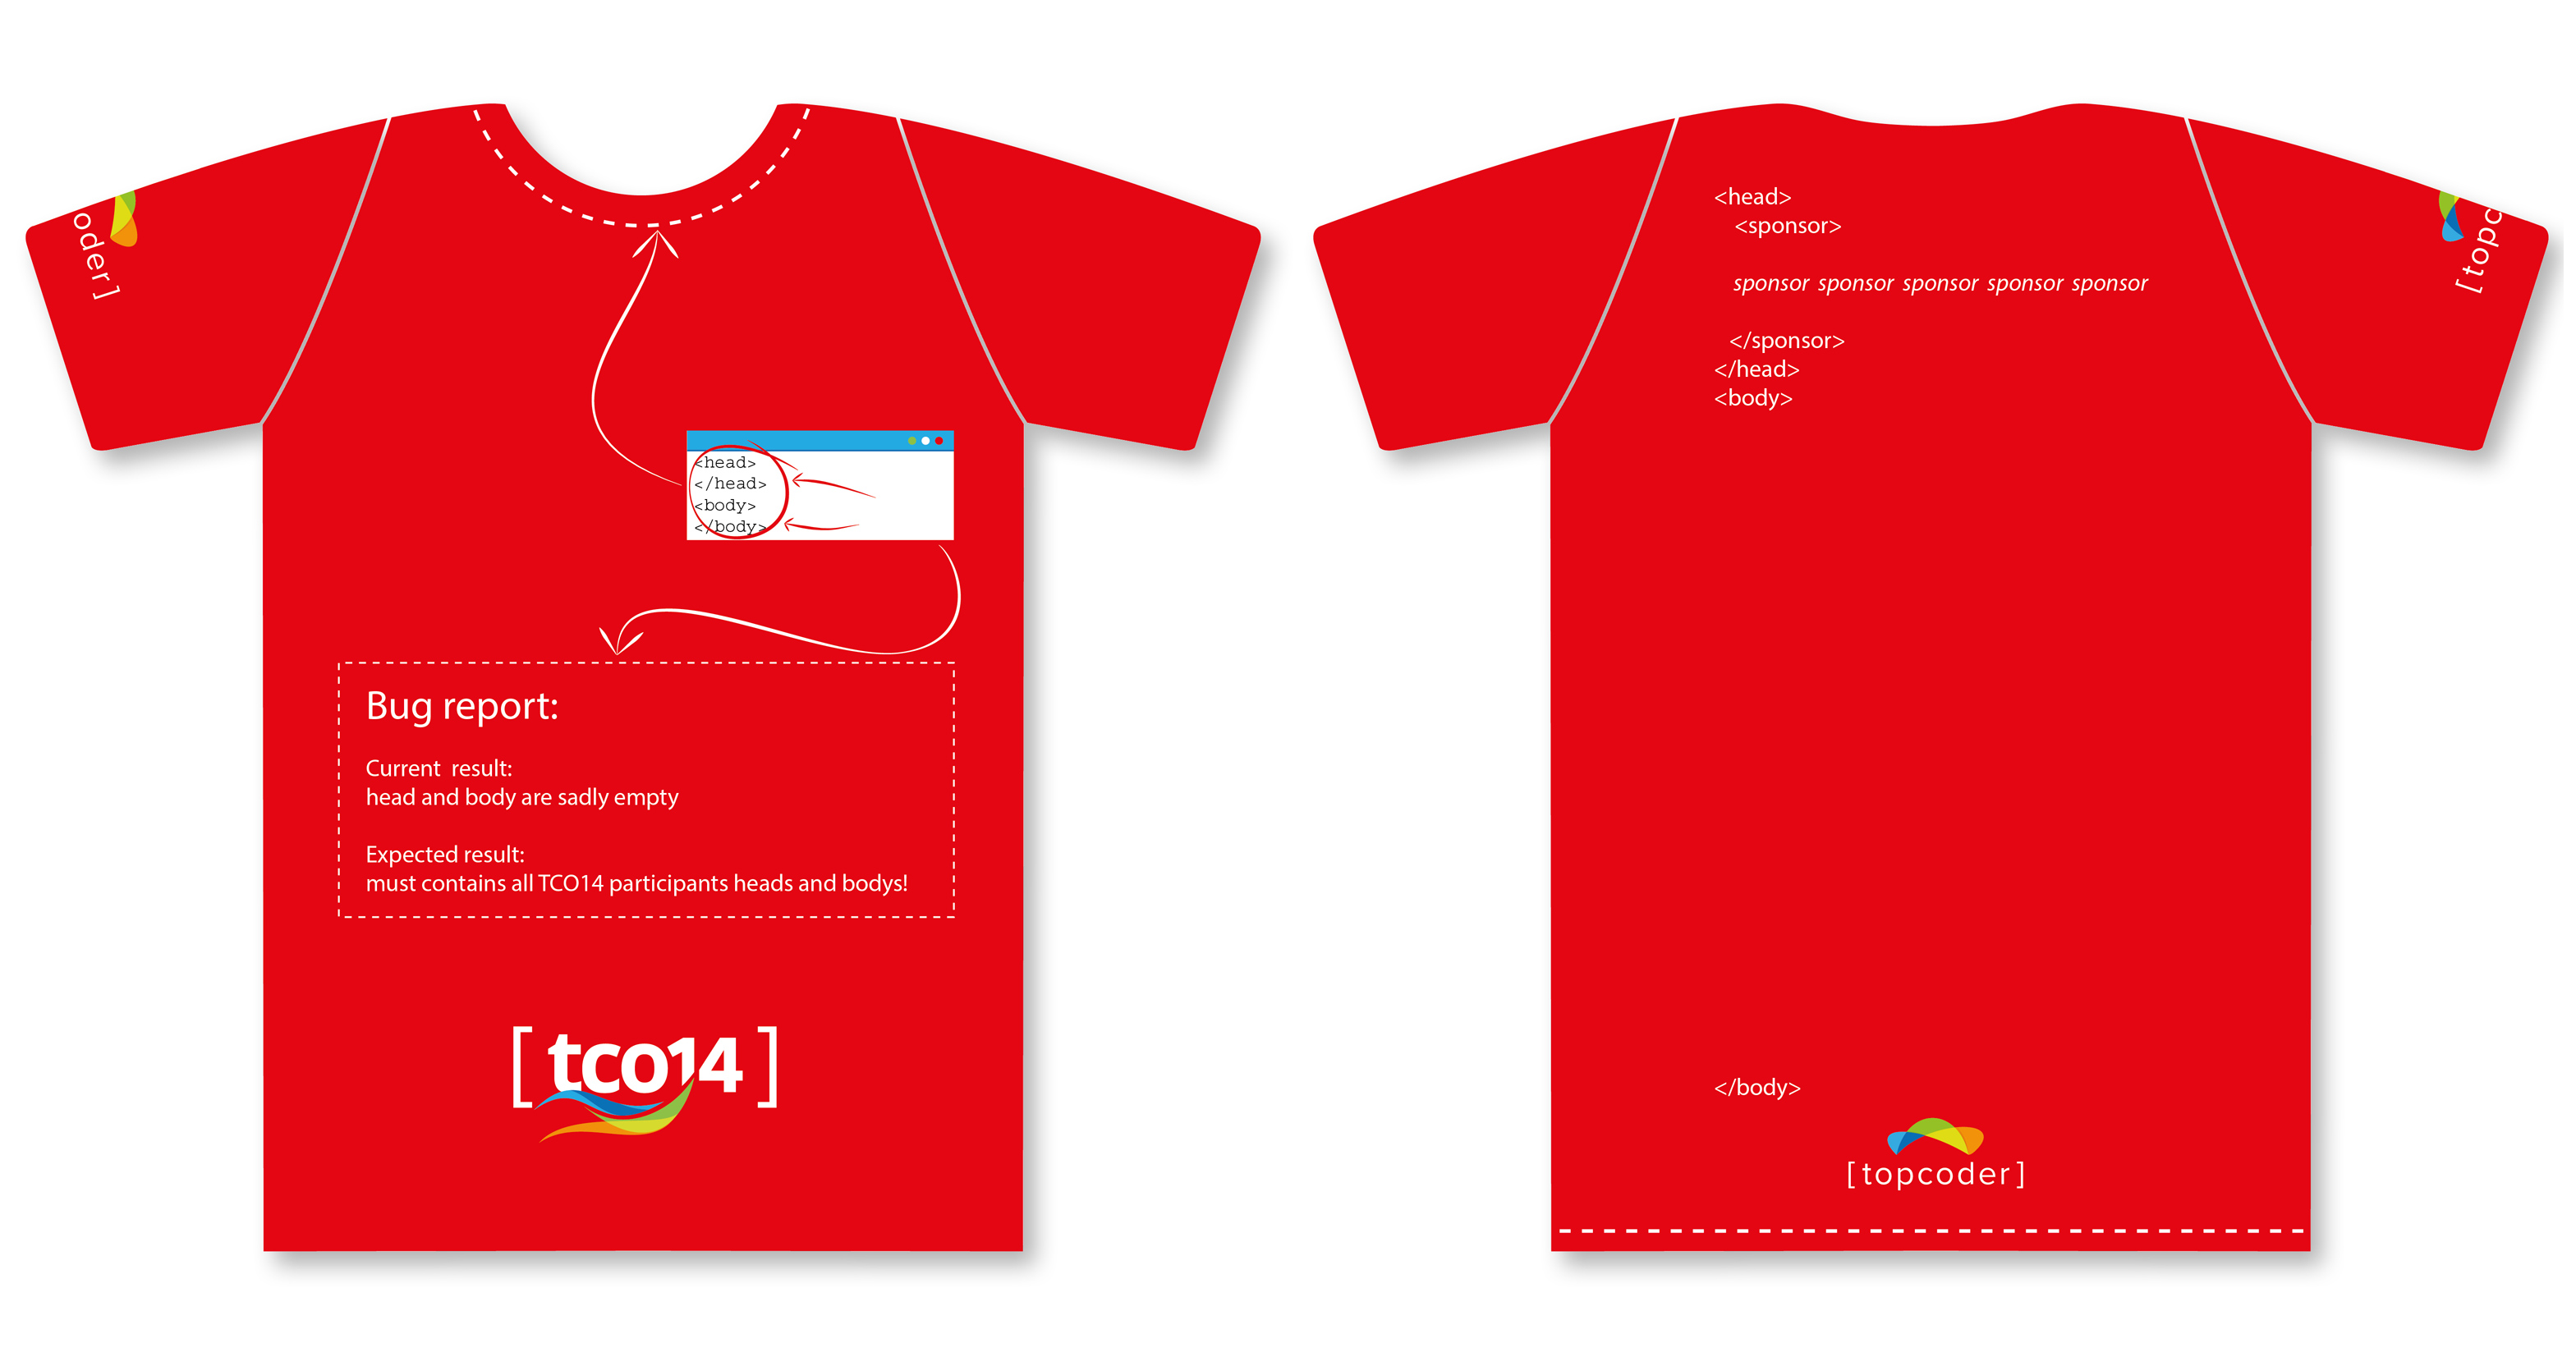 oder]
<head>
</head>
<body>
</body>
Bug report:
Current result:
head and body are sadly empty
Expected result:
must contains all TCO14 participants heads and bodys!
[tco14]
<head>
<sponsor>
sponsor sponsor sponsor sponsor sponsor
</sponsor>
</head>
<body>
</body>
[topcoder]
[topc